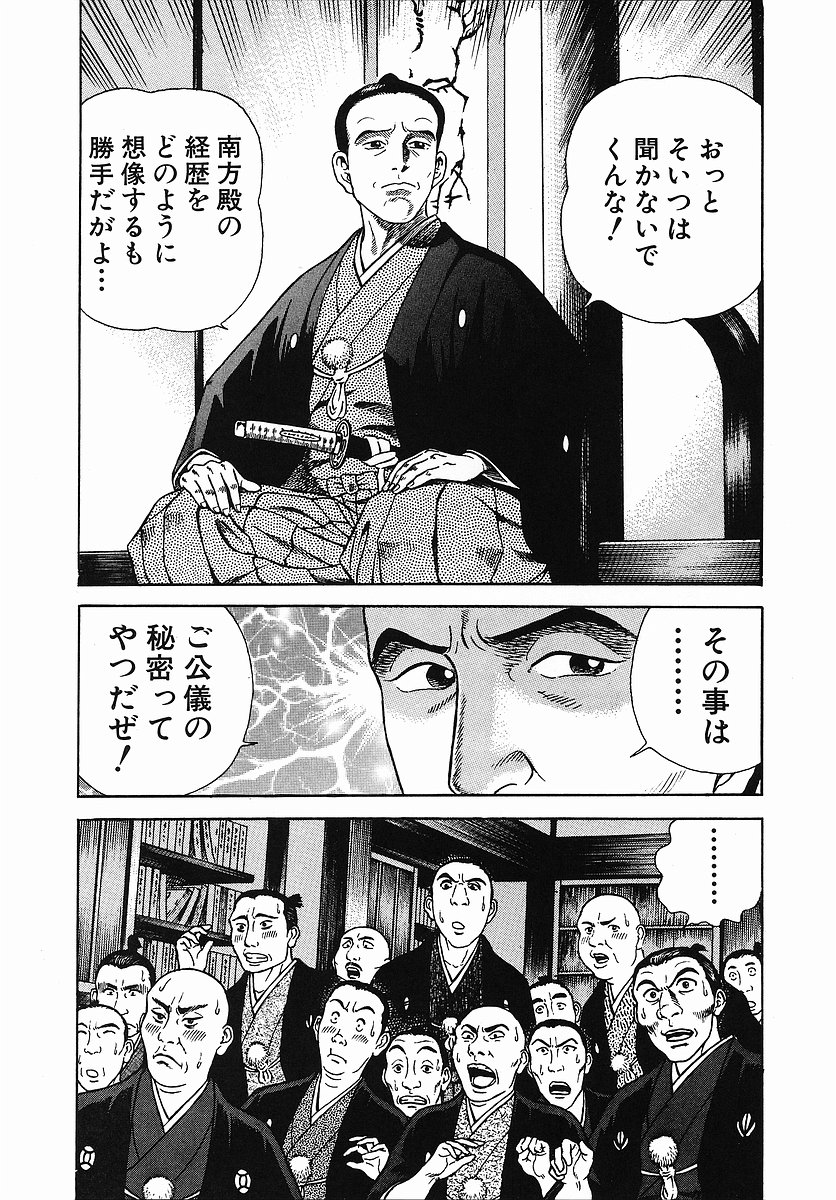 おっと
そいつは
聞かないで
くんな!
南方殿の
経歴を
どのように
想像するも
勝手だがよ…
その事は
………
ご公儀の
秘密って
やつだぜ!
………